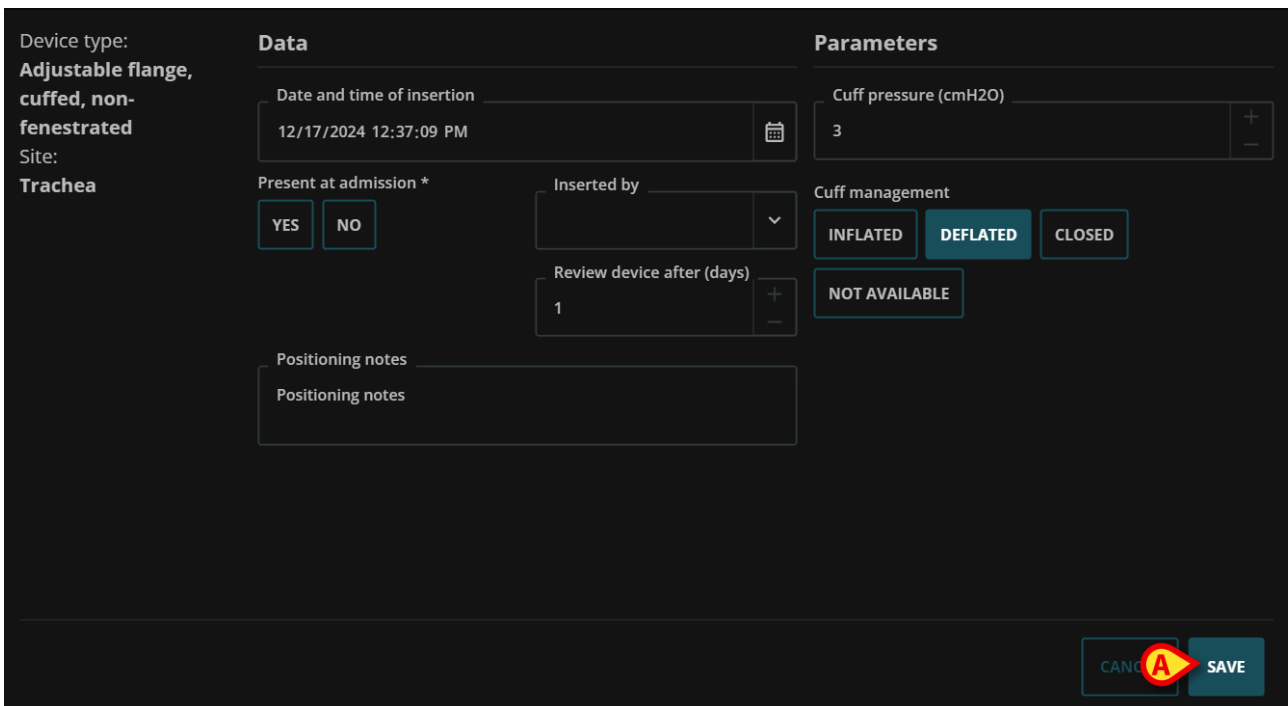 Device type:
Adjustable flange,
cuffed, non-
fenestrated
Site:
Trachea
Data
Date and time of insertion
12/17/2024 12:37:09 PM
Present at admission *
YES
NO
Inserted by
Review device after (days)
1
Positioning notes
Positioning notes
Parameters
Cuff pressure (cmH2O)
3
Cuff management
INFLATED
DEFLATED
CLOSED
NOT AVAILABLE
A
SAVE